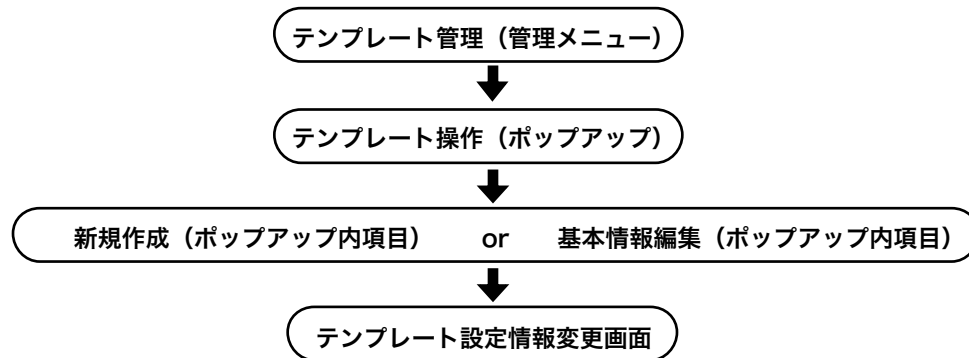 テンプレート管理（管理メニュー）
テンプレート操作（ポップアップ）
新規作成（ポップアップ内項目） or 基本情報編集（ポップアップ内項目）
テンプレート設定情報変更画面